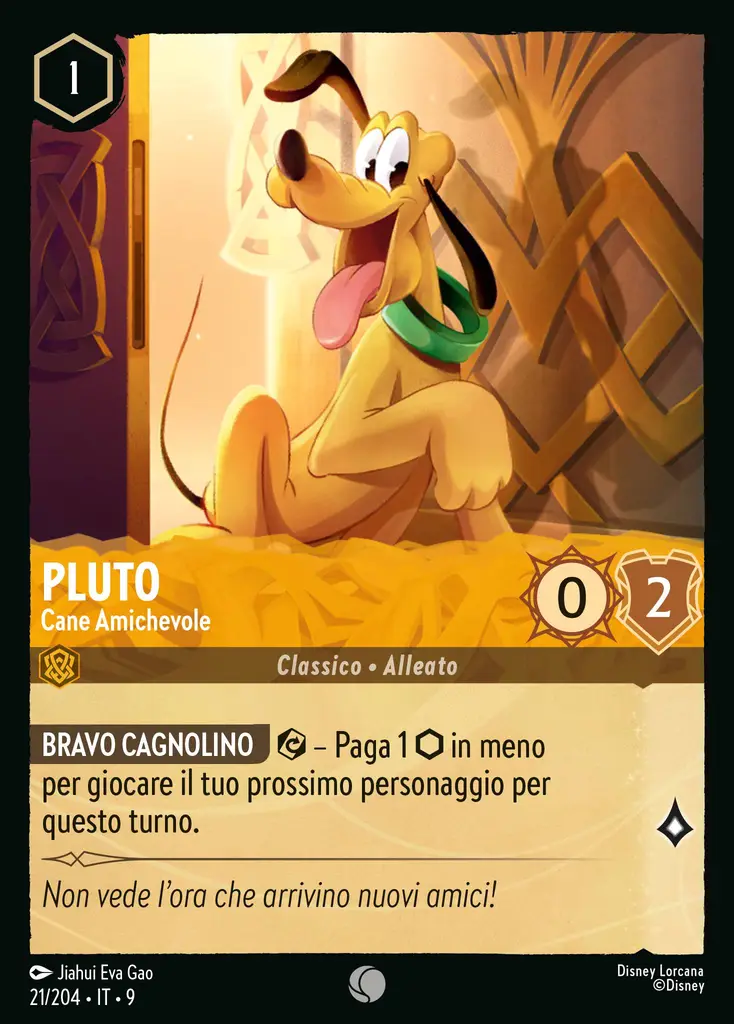 1
PLUTO
Cane Amichevole
0
2
Classico • Alleato
BRAVO CAGNOLINO – Paga 1 in meno
per giocare il tuo prossimo personaggio per
questo turno.
Non vede l'ora che arrivino nuovi amici!
Jiahui Eva Gao
21/204 • IT • 9
Disney Lorcana
©Disney